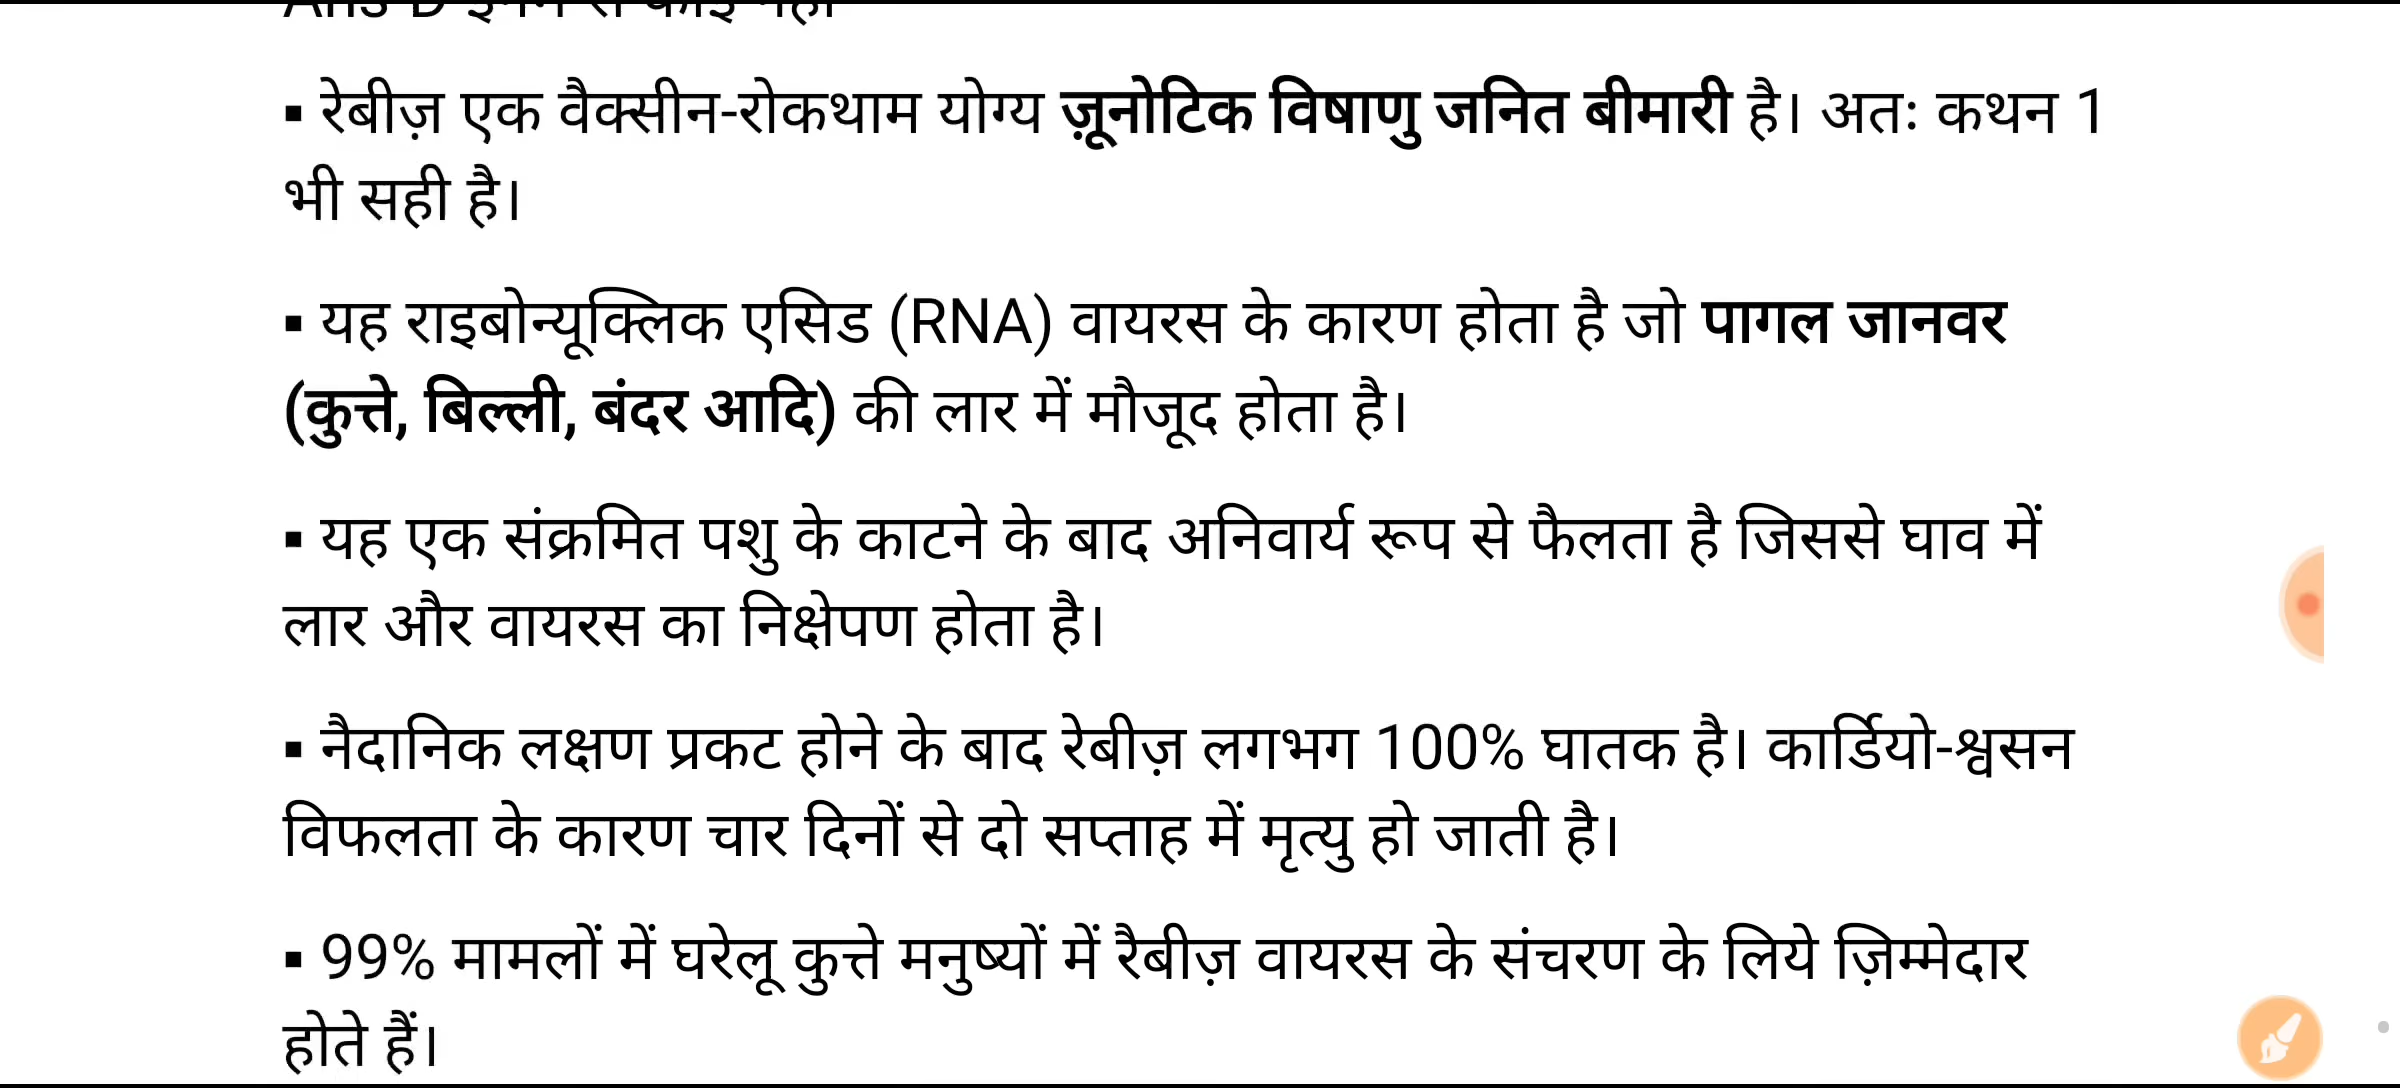 ▪ रेबीज़ एक वैक्सीन-रोकथाम योग्य ज़ूनोटिक विषाणु जनित बीमारी है। अतः कथन 1
भी सही है।
▪ यह राइबोन्यूक्लिक एसिड (RNA) वायरस के कारण होता है जो पागल जानवर
(कुत्ते, बिल्ली, बंदर आदि) की लार में मौजूद होता है।
▪ यह एक संक्रमित पशु के काटने के बाद अनिवार्य रूप से फैलता है जिससे घाव में
लार और वायरस का निक्षेपण होता है।
▪ नैदानिक लक्षण प्रकट होने के बाद रेबीज़ लगभग 100% घातक है। कार्डियो-श्वसन
विफलता के कारण चार दिनों से दो सप्ताह में मृत्यु हो जाती है।
▪ 99% मामलों में घरेलू कुत्ते मनुष्यों में रैबीज़ वायरस के संचरण के लिये ज़िम्मेदार
होते हैं।